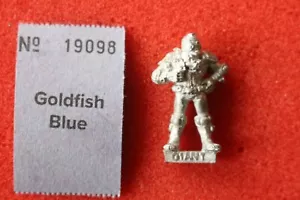 No 19098
Goldfish
Blue
GIANT